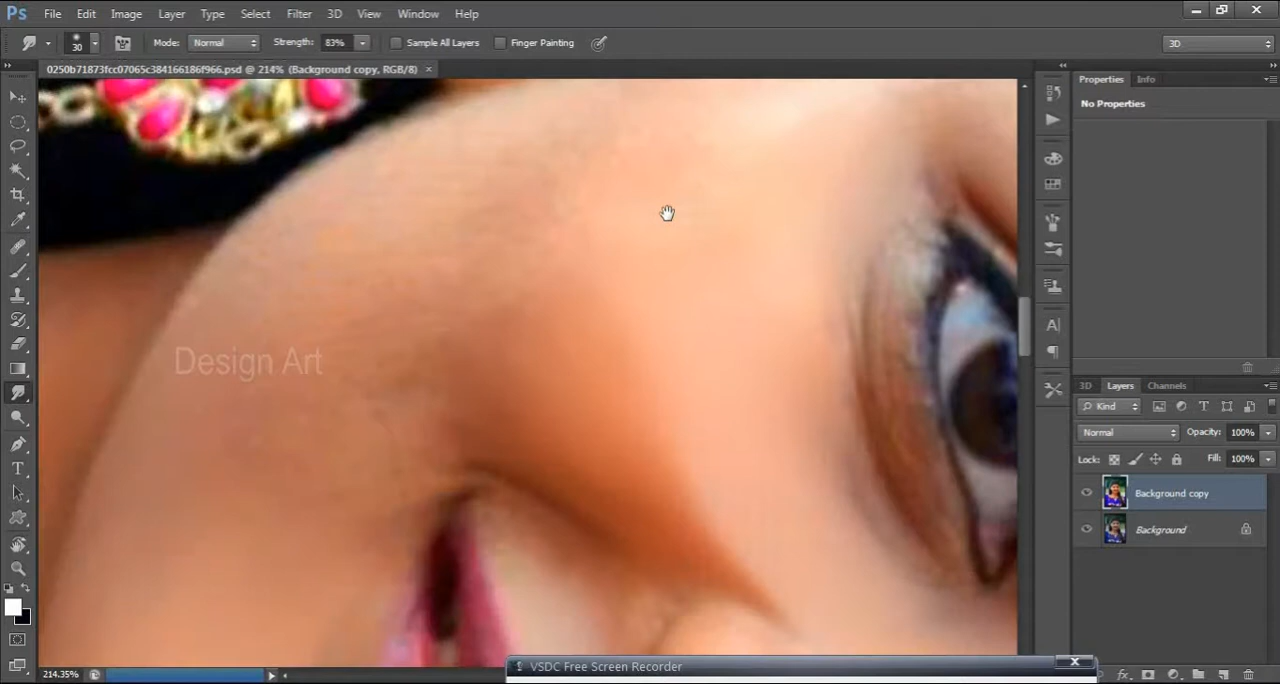 Ps File Edit Image Layer Type Select Filter 3D View Window Help
30 Mode: Normal Strength: 83% Sample All Layers Finger Painting 3D
0250b71873fcc07065c384166186f966.psd @ 214% (Background copy, RGB/8) ×
Properties Info
No Properties
Design Art
3D Layers Channels
Kind
Normal Opacity: 100%
Lock: Fill: 100%
Background copy
Background
VSDC Free Screen Recorder
214.35%